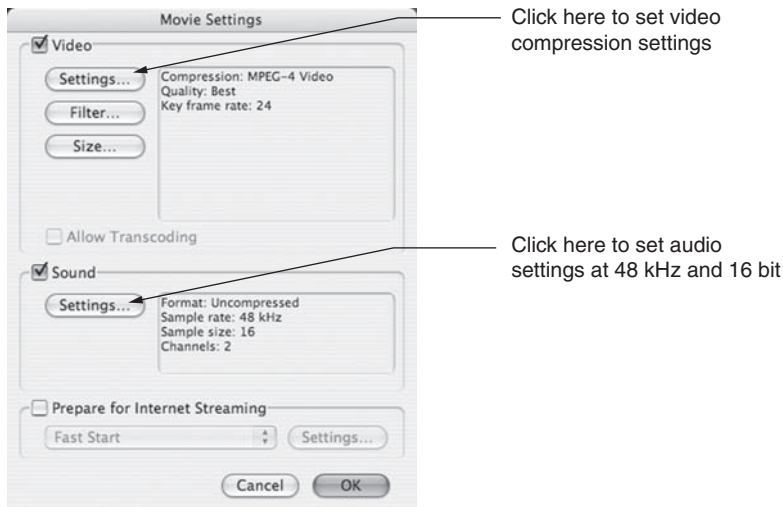 Movie Settings
Click here to set video
compression settings
Video
Settings...
Filter...
Size...
Compression: MPEG-4 Video
Quality: Best
Key frame rate: 24
Allow Transcoding
Click here to set audio
settings at 48 kHz and 16 bit
Sound
Settings...
Format: Uncompressed
Sample rate: 48 kHz
Sample size: 16
Channels: 2
Prepare for Internet Streaming
Fast Start
Settings...
Cancel
OK